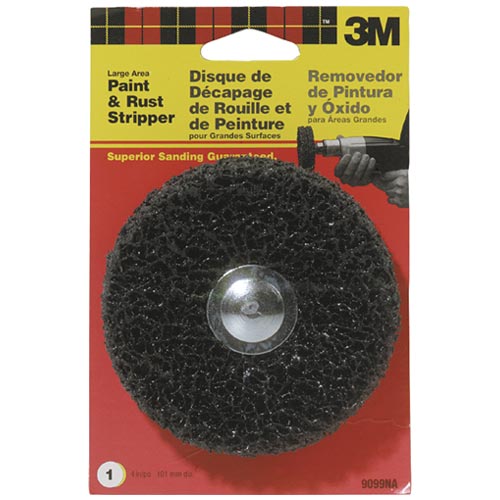 ™
3M
Large Area
Paint
& Rust
Stripper
Disque de
Décapage
de Rouille et
de Peinture
pour Grandes Surfaces
Removedor
de Pintura
y Óxido
para Áreas Grandes
Superior Sanding Guaranteed.
1
4 in/po 101 mm dia.
9099NA